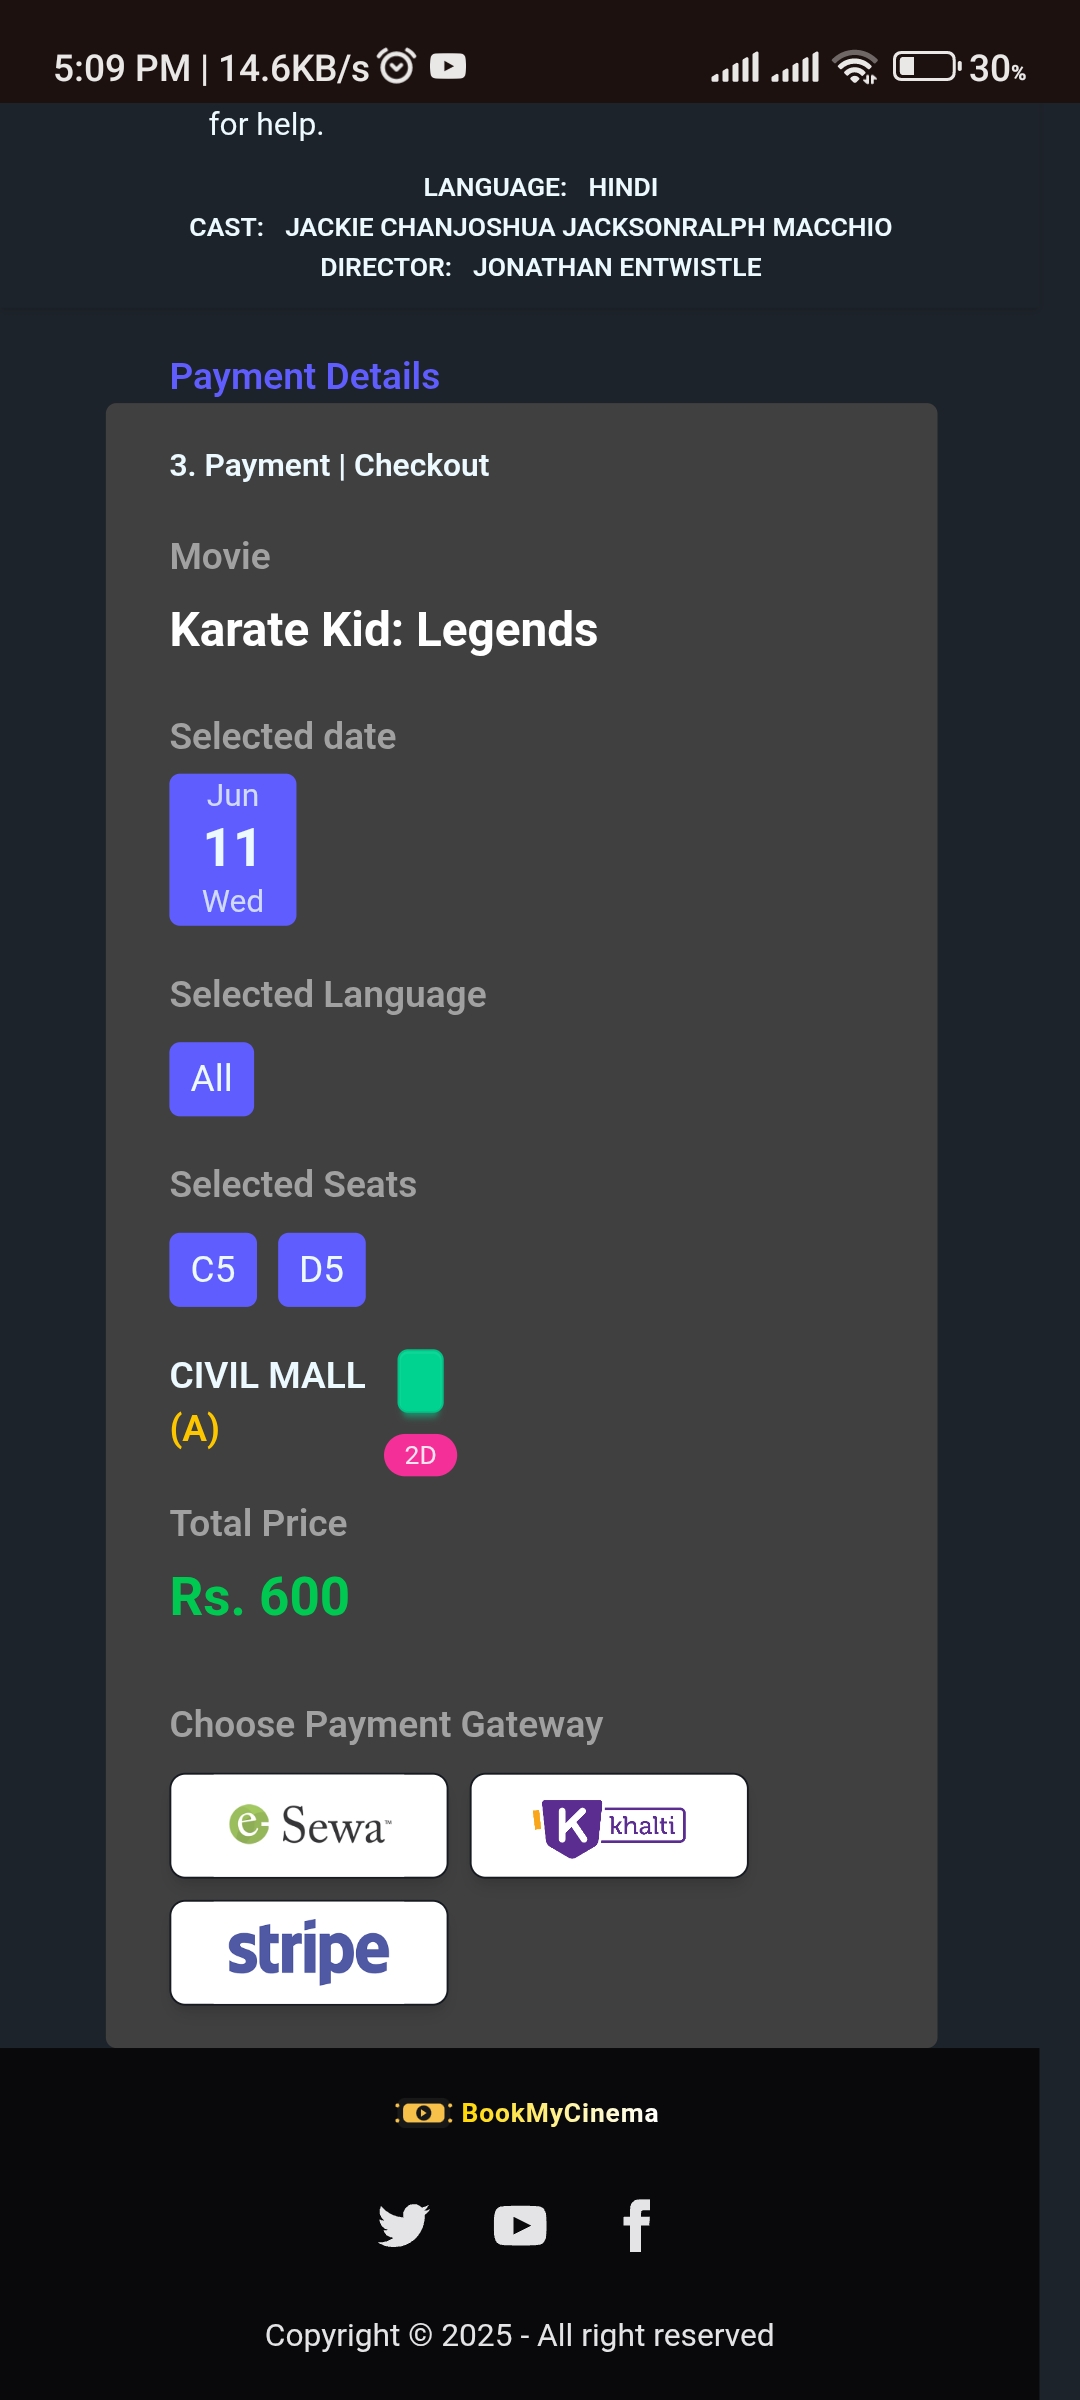 5:09 PM | 14.6KB/s 30%
for help.
LANGUAGE: HINDI
CAST: JACKIE CHANJOSHUA JACKSONRALPH MACCHIO
DIRECTOR: JONATHAN ENTWISTLE
Payment Details
3. Payment | Checkout
Movie
Karate Kid: Legends
Selected date
Jun
11
Wed
Selected Language
All
Selected Seats
C5 D5
CIVIL MALL
(A)
2D
Total Price
Rs. 600
Choose Payment Gateway
e Sewa™ K khalti
stripe
BookMyCinema
Copyright © 2025 - All right reserved